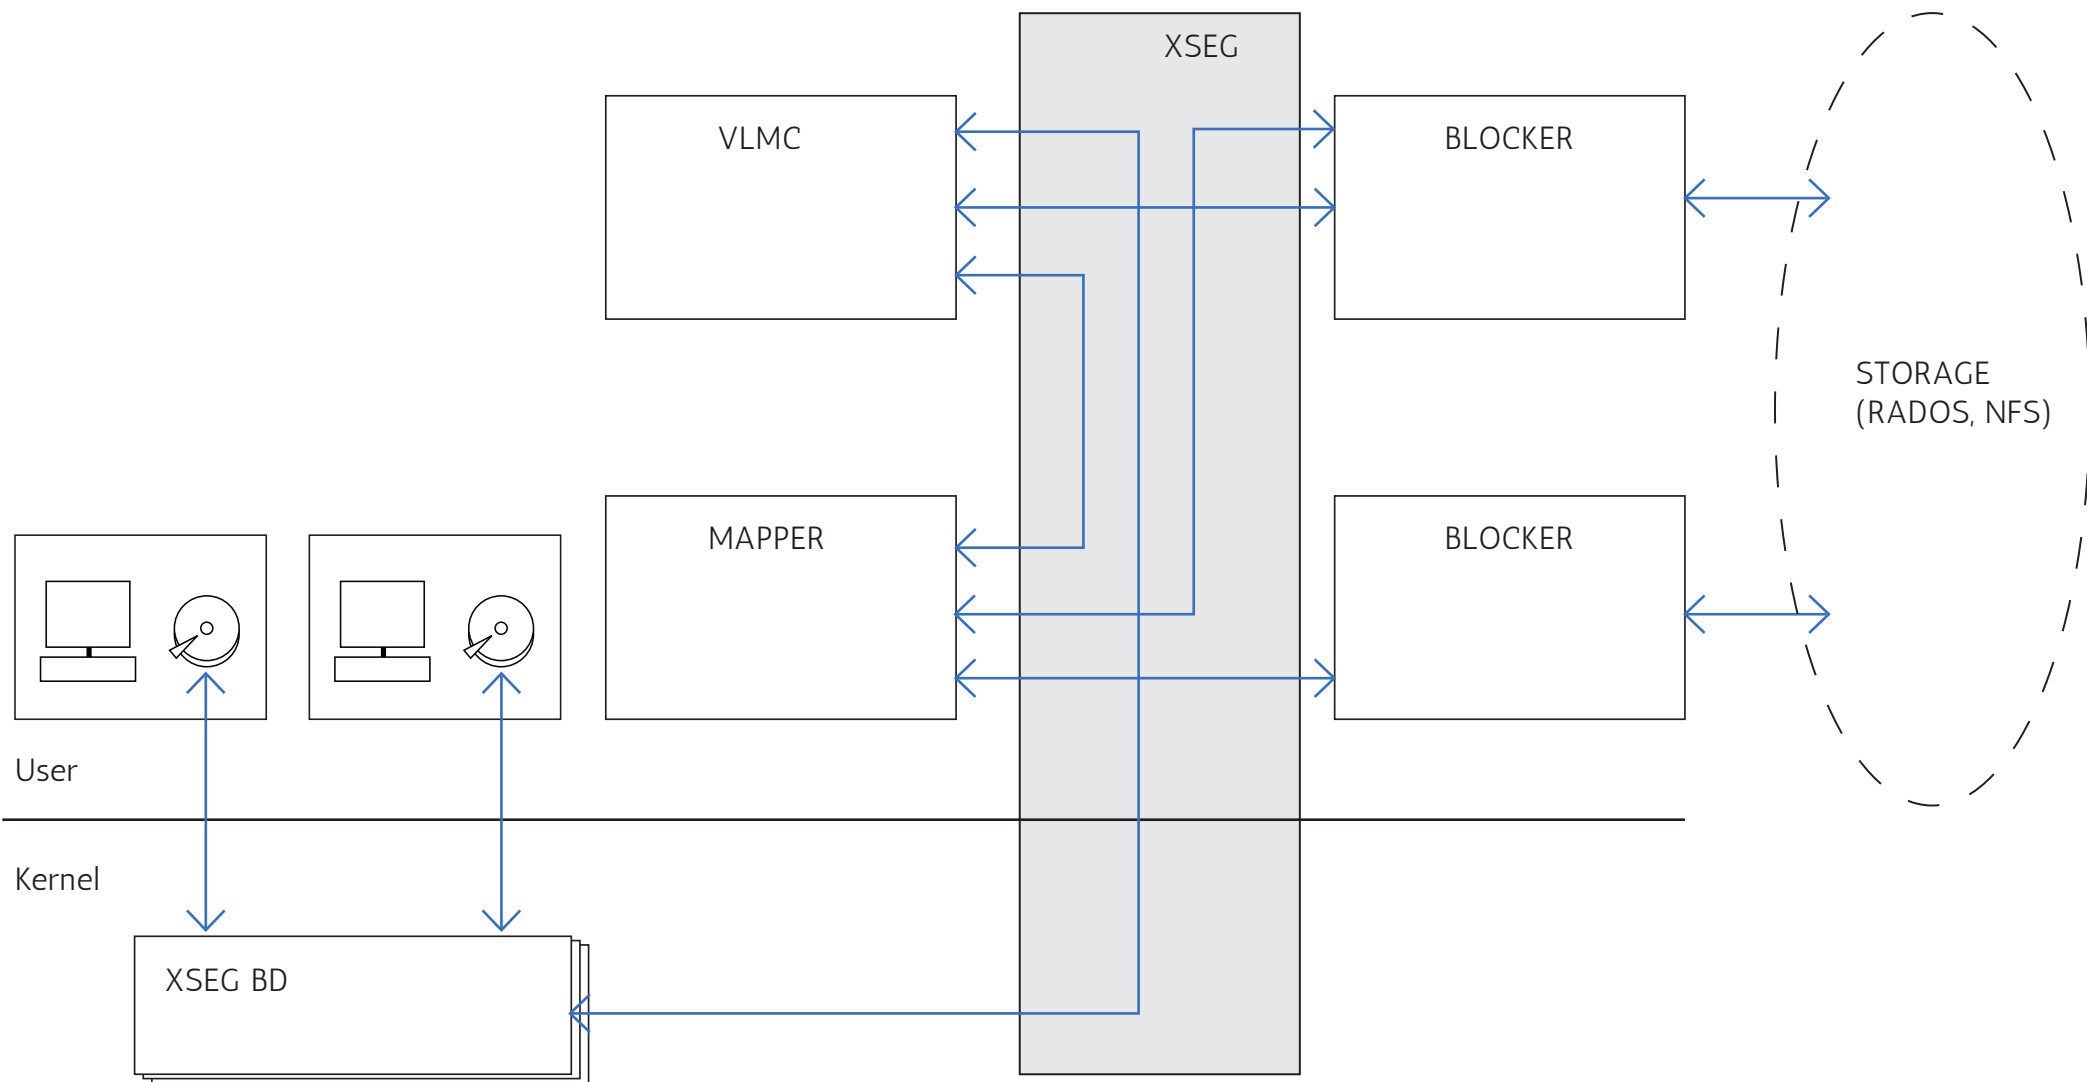 XSEG
VLMC
BLOCKER
STORAGE
(RADOS, NFS)
MAPPER
BLOCKER
User
Kernel
XSEG BD